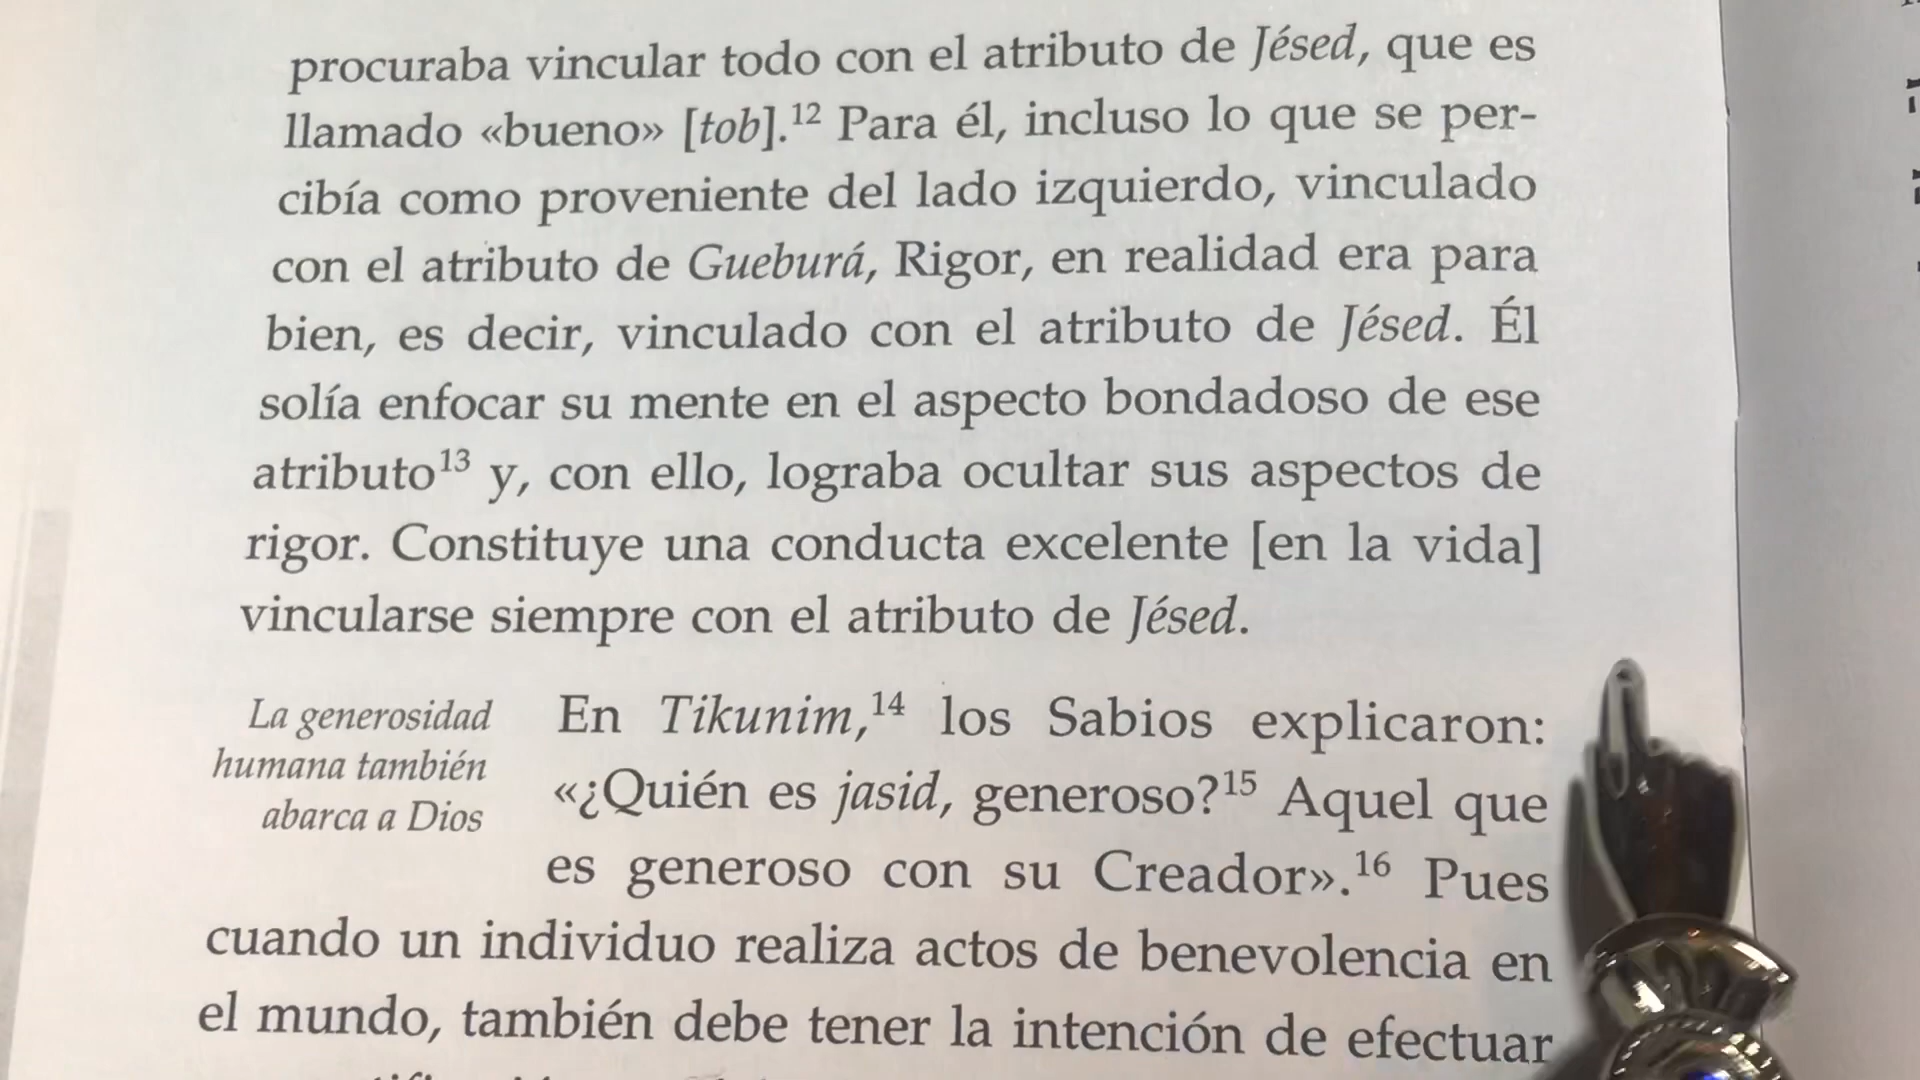 procuraba vincular todo con el atributo de Jésed, que es
llamado «bueno» [tob].12 Para él, incluso lo que se per-
cibía como proveniente del lado izquierdo, vinculado
con el atributo de Gueburá, Rigor, en realidad era para
bien, es decir, vinculado con el atributo de Jésed. Él
solía enfocar su mente en el aspecto bondadoso de ese
atributo13 y, con ello, lograba ocultar sus aspectos de
rigor. Constituye una conducta excelente [en la vida]
vincularse siempre con el atributo de Jésed.
La generosidad
humana también
abarca a Dios
En Tikunim,14 los Sabios explicaron:
«¿Quién es jasid, generoso?15 Aquel que
es generoso con su Creador».16 Pues
cuando un individuo realiza actos de benevolencia en
el mundo, también debe tener la intención de efectuar